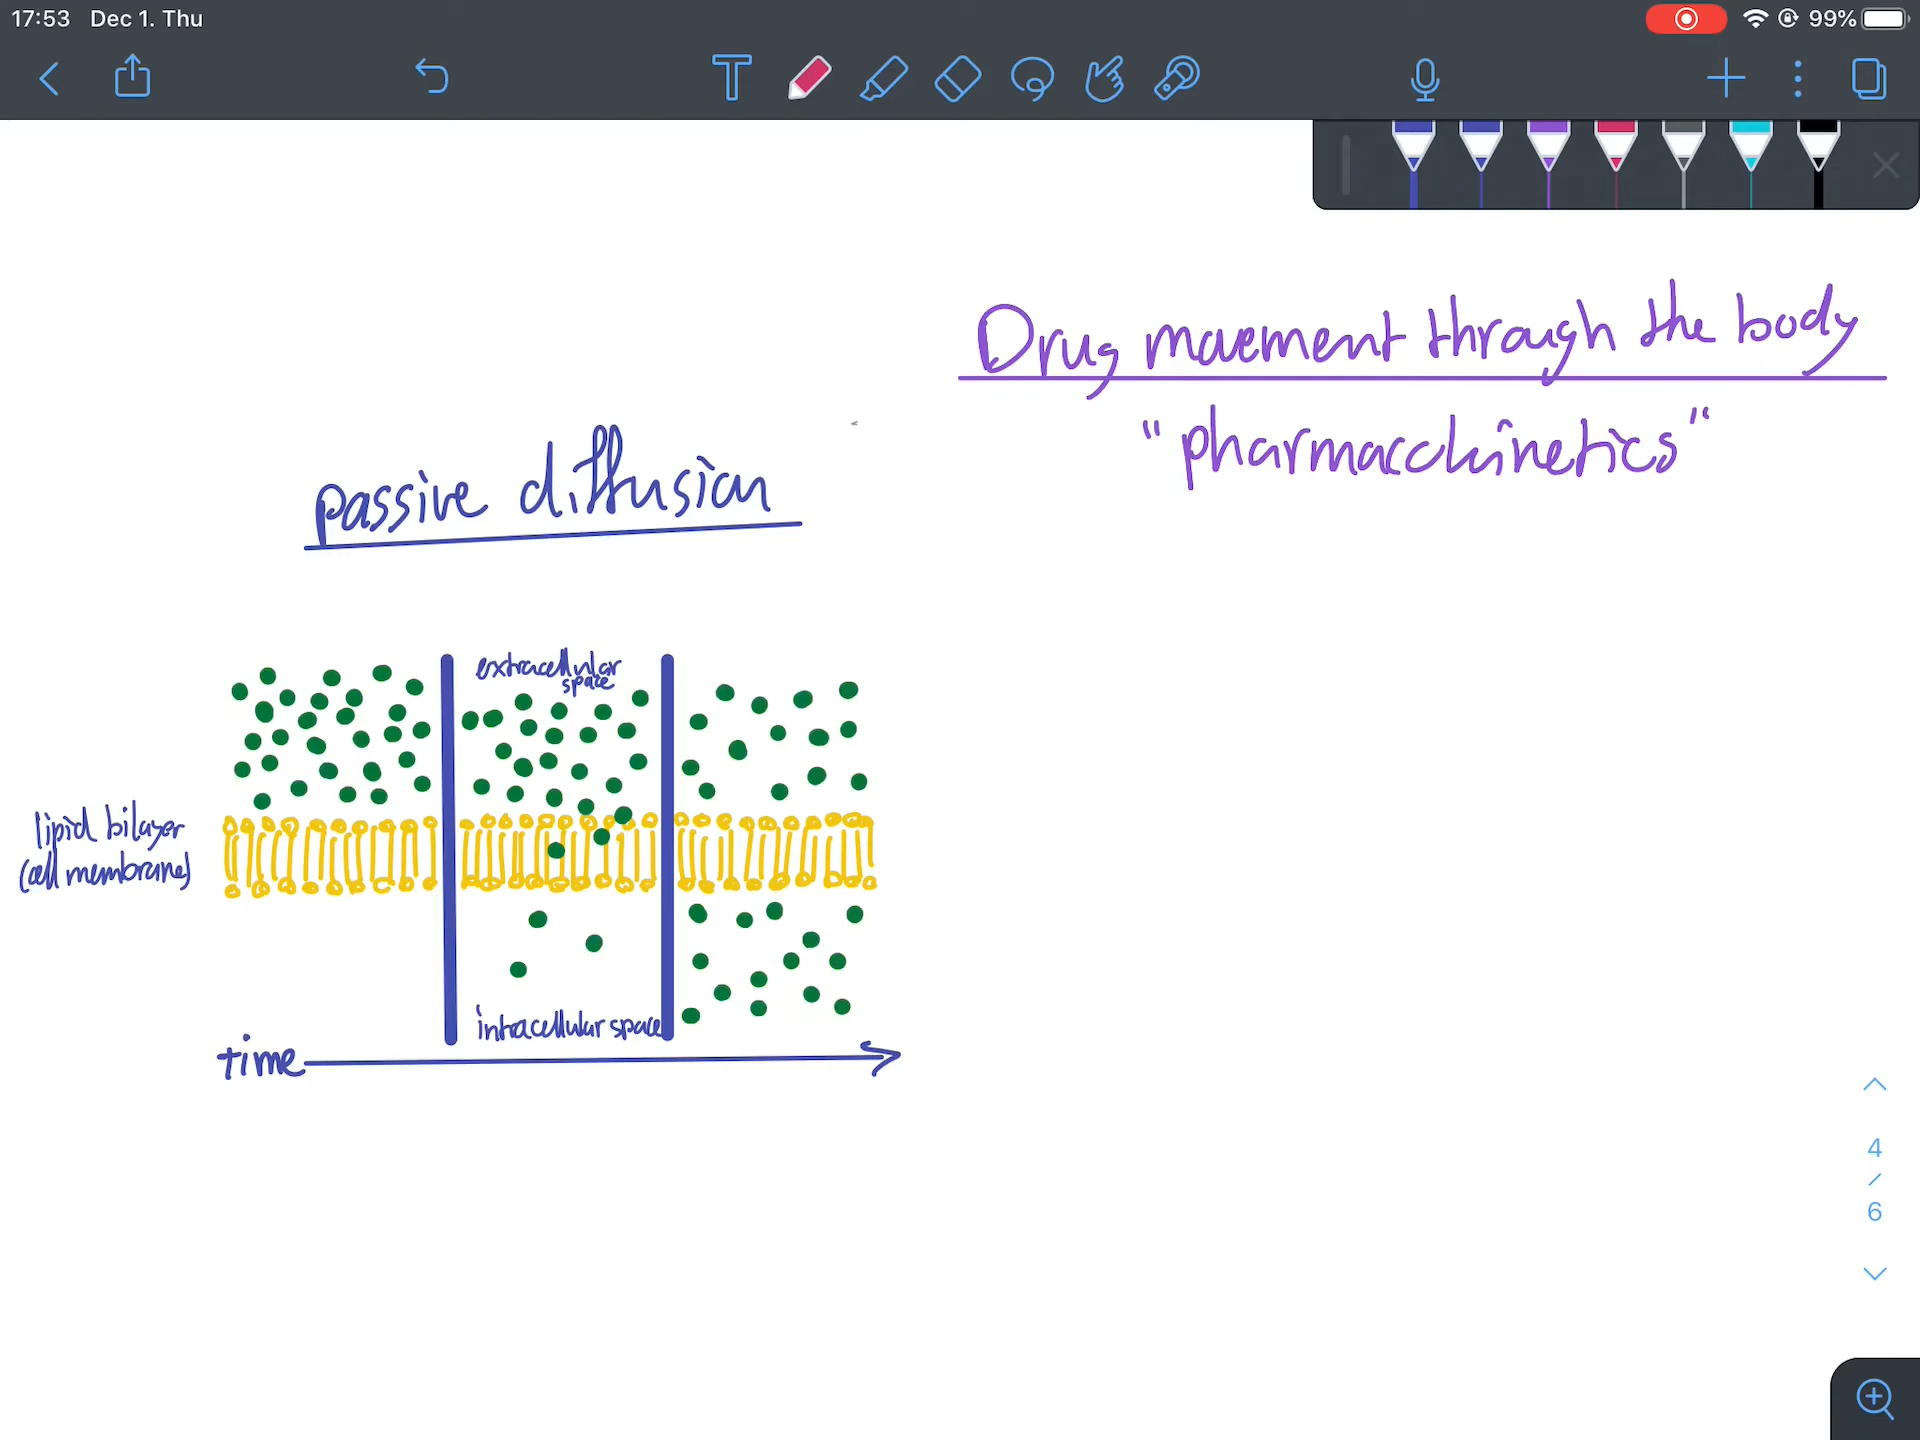 17:53 Dec 1. Thu
99%
Drug movement through the body
"pharmacokinetics"
passive diffusion
extracellular
space
lipid bilayer
(cell membrane)
intracellular space
time
4
/
6